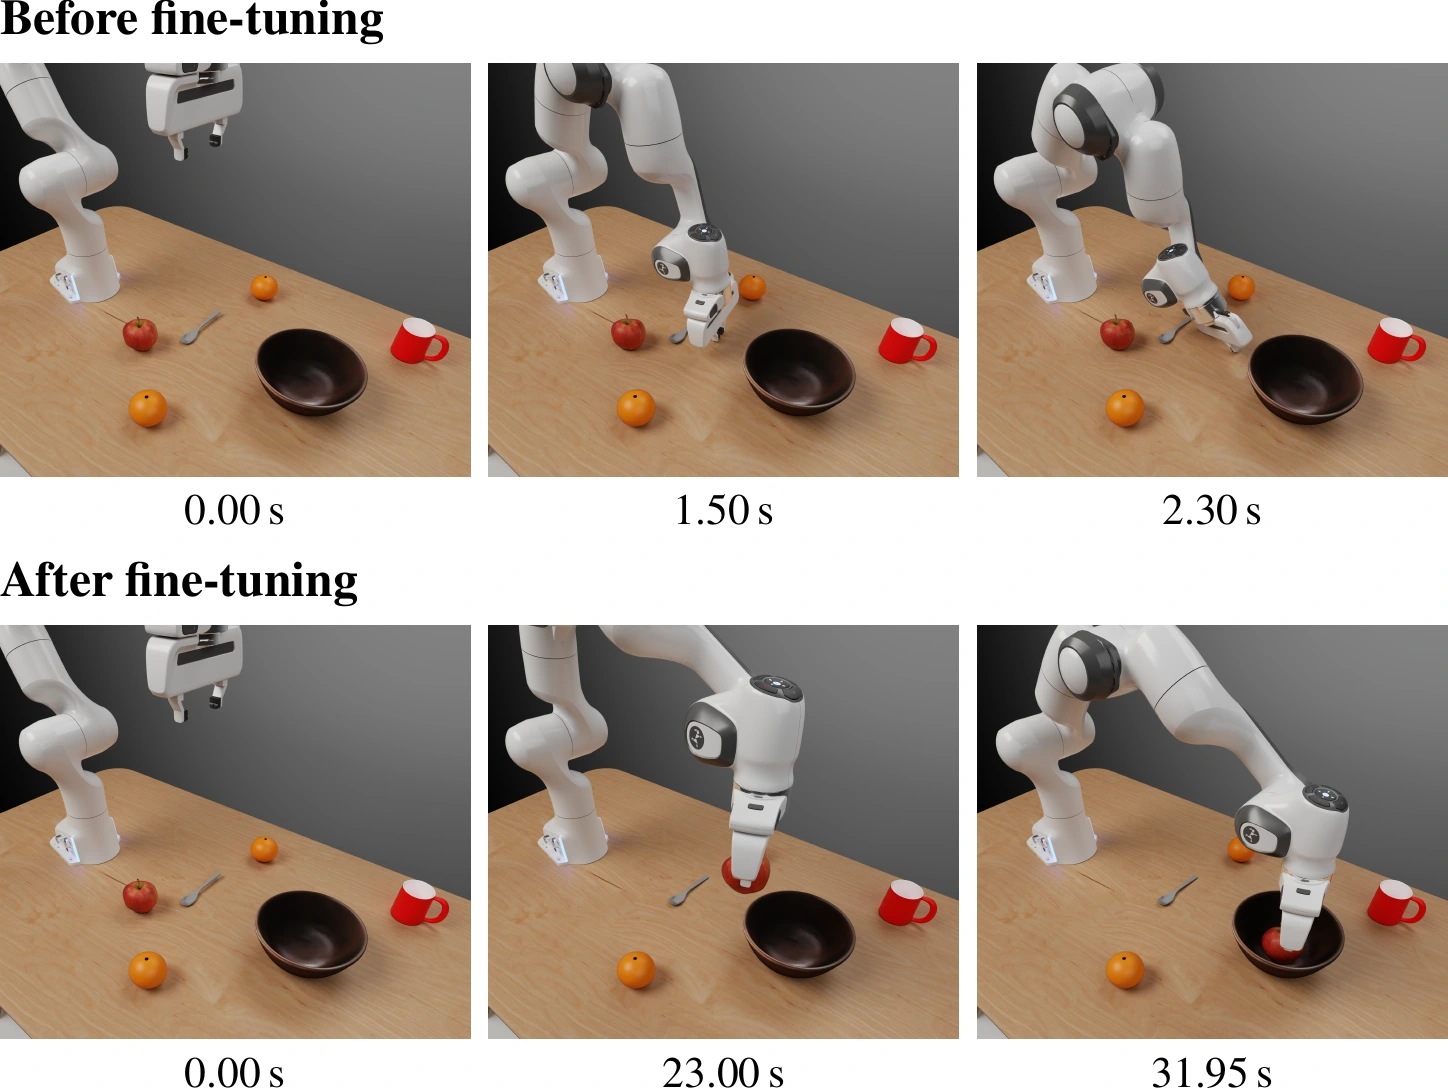 Before fine-tuning
0.00 s
1.50 s
2.30 s
After fine-tuning
0.00 s
23.00 s
31.95 s